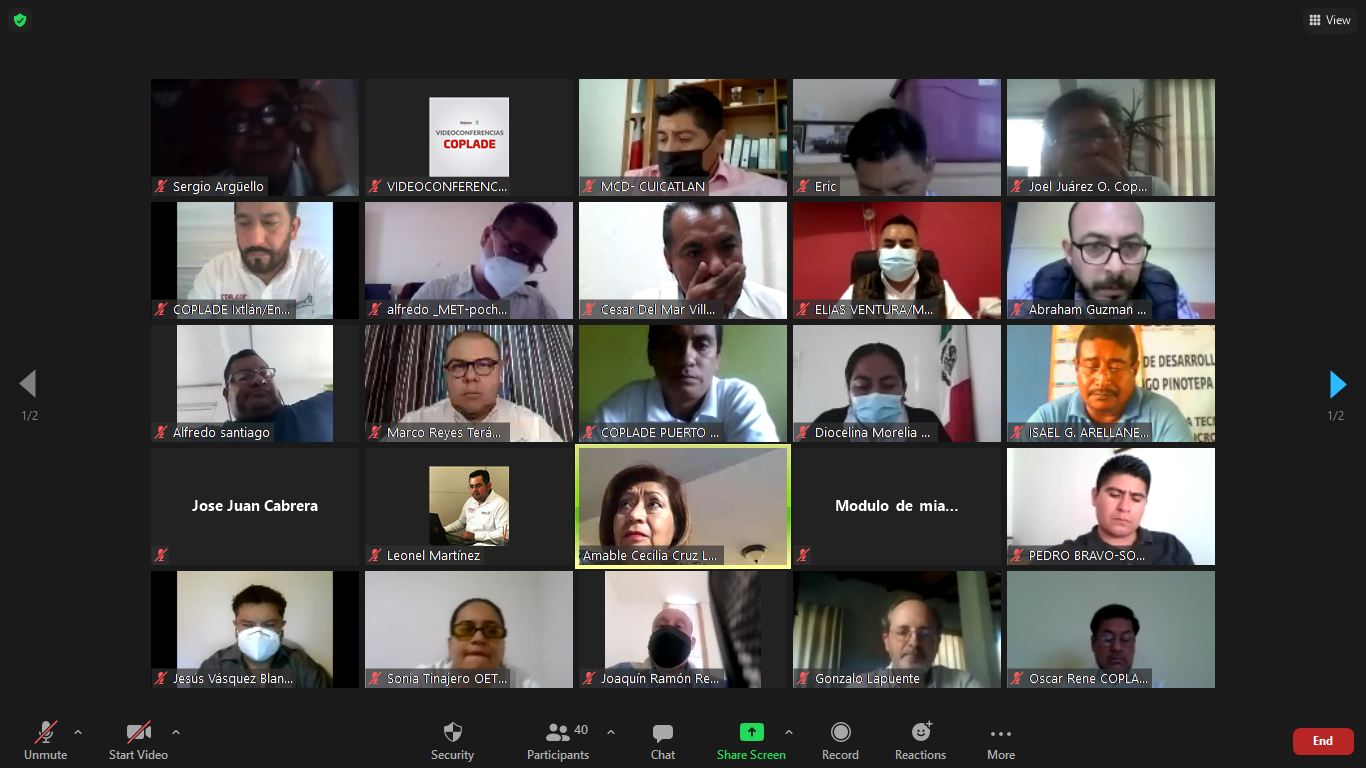 View
VIDEOCONFERENCIAS
COPLADE
Sergio Argüello
VIDEOCONFERENC...
MCD- CUICATLAN
Eric
Joel Juárez O. Cop...
COPLADE Ixtlán/En...
alfredo _MET-poch...
Cesar Del Mar Vill...
ELIAS VENTURA/M...
Abraham Guzman ...
DE DESARROLL
GO PINOTEPA
A TEC
ICRO
Alfredo santiago
Marco Reyes Terá...
COPLADE PUERTO ...
Diocelina Morelia ...
ISAEL G. ARELLANE...
1/2
1/2
Jose Juan Cabrera
Modulo de mia...
Leonel Martínez
Amable Cecilia Cruz L...
PEDRO BRAVO-SO...
Jesús Vásquez Blan...
Sonia Tinajero OET...
Joaquín Ramón Re...
Gonzalo Lapuente
Oscar Rene COPLA...
40
Unmute
Start Video
Security
Participants
Chat
Share Screen
Record
Reactions
More
End